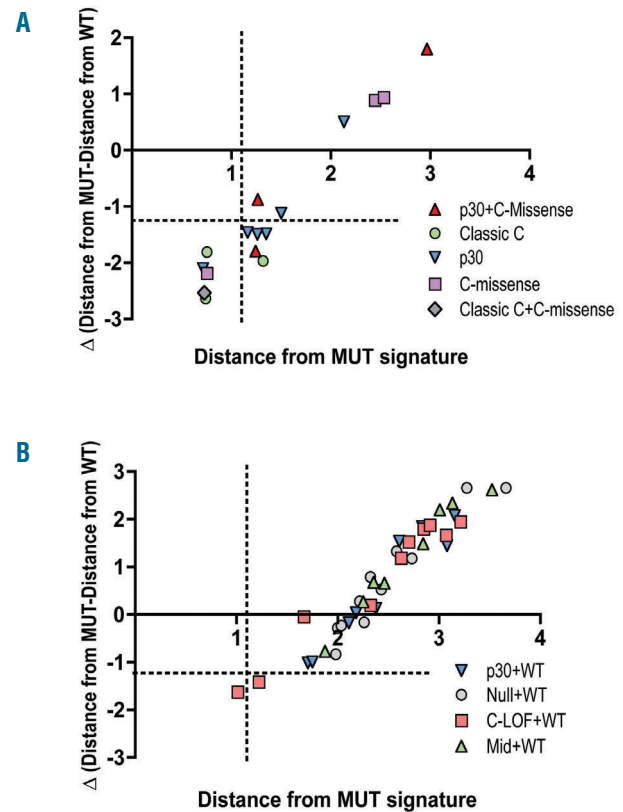 A
Δ (Distance from MUT-Distance from WT)
2
1
0
-1
-2
-3
1
2
3
4
p30+C-Missense
Classic C
p30
C-missense
Classic C+C-missense
Distance from MUT signature
B
Δ (Distance from MUT-Distance from WT)
3
2
1
0
-1
-2
-3
1
2
3
4
p30+WT
Null+WT
C-LOF+WT
Mid+WT
Distance from MUT signature